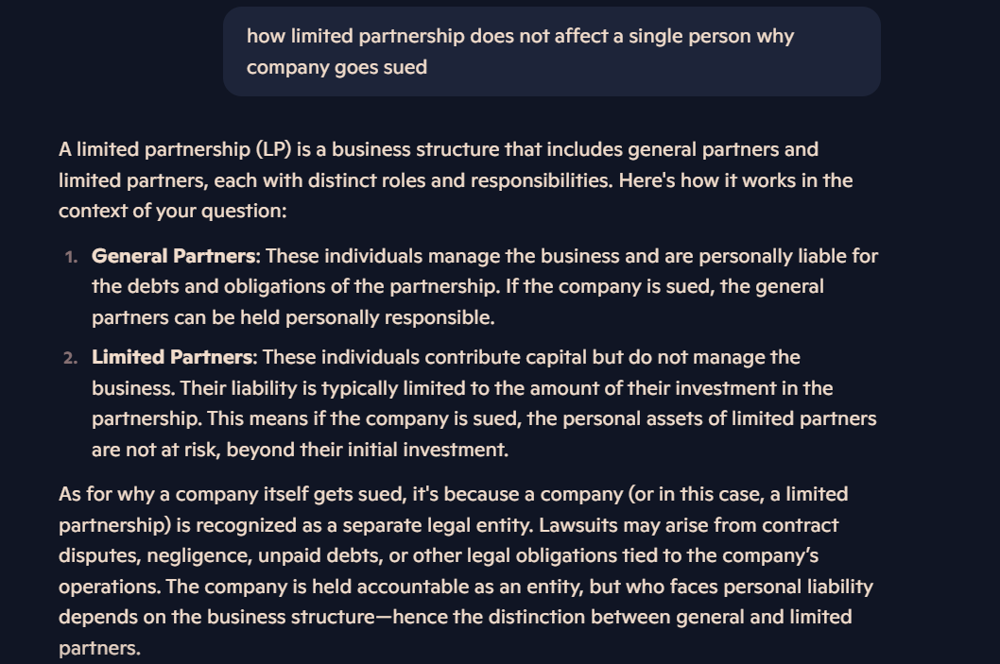 how limited partnership does not affect a single person why
company goes sued
A limited partnership (LP) is a business structure that includes general partners and
limited partners, each with distinct roles and responsibilities. Here's how it works in the
context of your question:
1. General Partners: These individuals manage the business and are personally liable for
the debts and obligations of the partnership. If the company is sued, the general
partners can be held personally responsible.
2. Limited Partners: These individuals contribute capital but do not manage the
business. Their liability is typically limited to the amount of their investment in the
partnership. This means if the company is sued, the personal assets of limited partners
are not at risk, beyond their initial investment.
As for why a company itself gets sued, it's because a company (or in this case, a limited
partnership) is recognized as a separate legal entity. Lawsuits may arise from contract
disputes, negligence, unpaid debts, or other legal obligations tied to the company’s
operations. The company is held accountable as an entity, but who faces personal liability
depends on the business structure—hence the distinction between general and limited
partners.